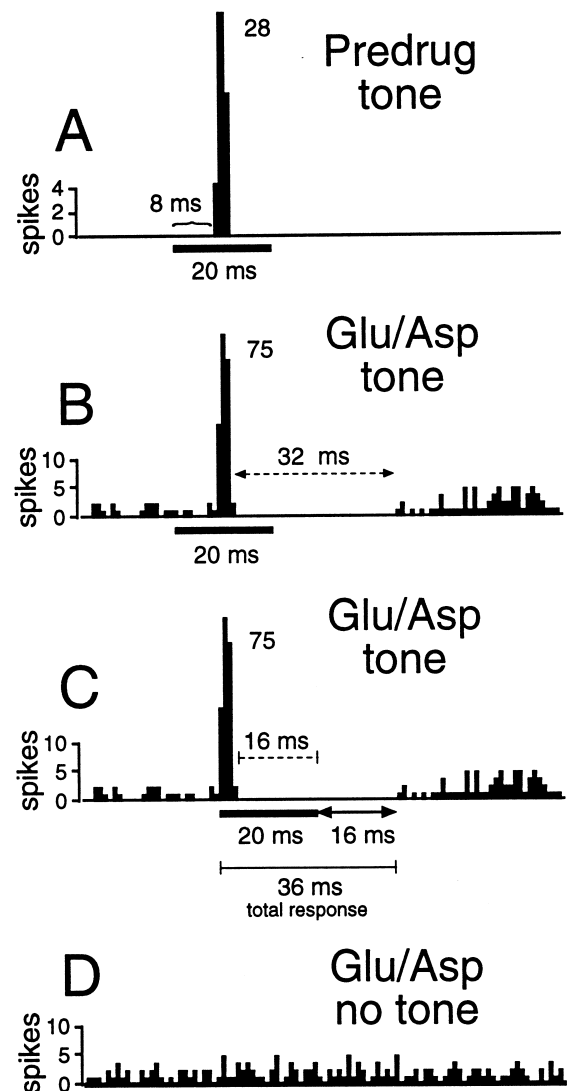 28
Predrug
tone
A
spikes
4
2
0
8 ms
20 ms
Glu/Asp
tone
75
B
spikes
10
5
0
32 ms
20 ms
Glu/Asp
tone
75
C
spikes
10
5
0
16 ms
20 ms
16 ms
36 ms
total response
Glu/Asp
no tone
D
spikes
10
5
0